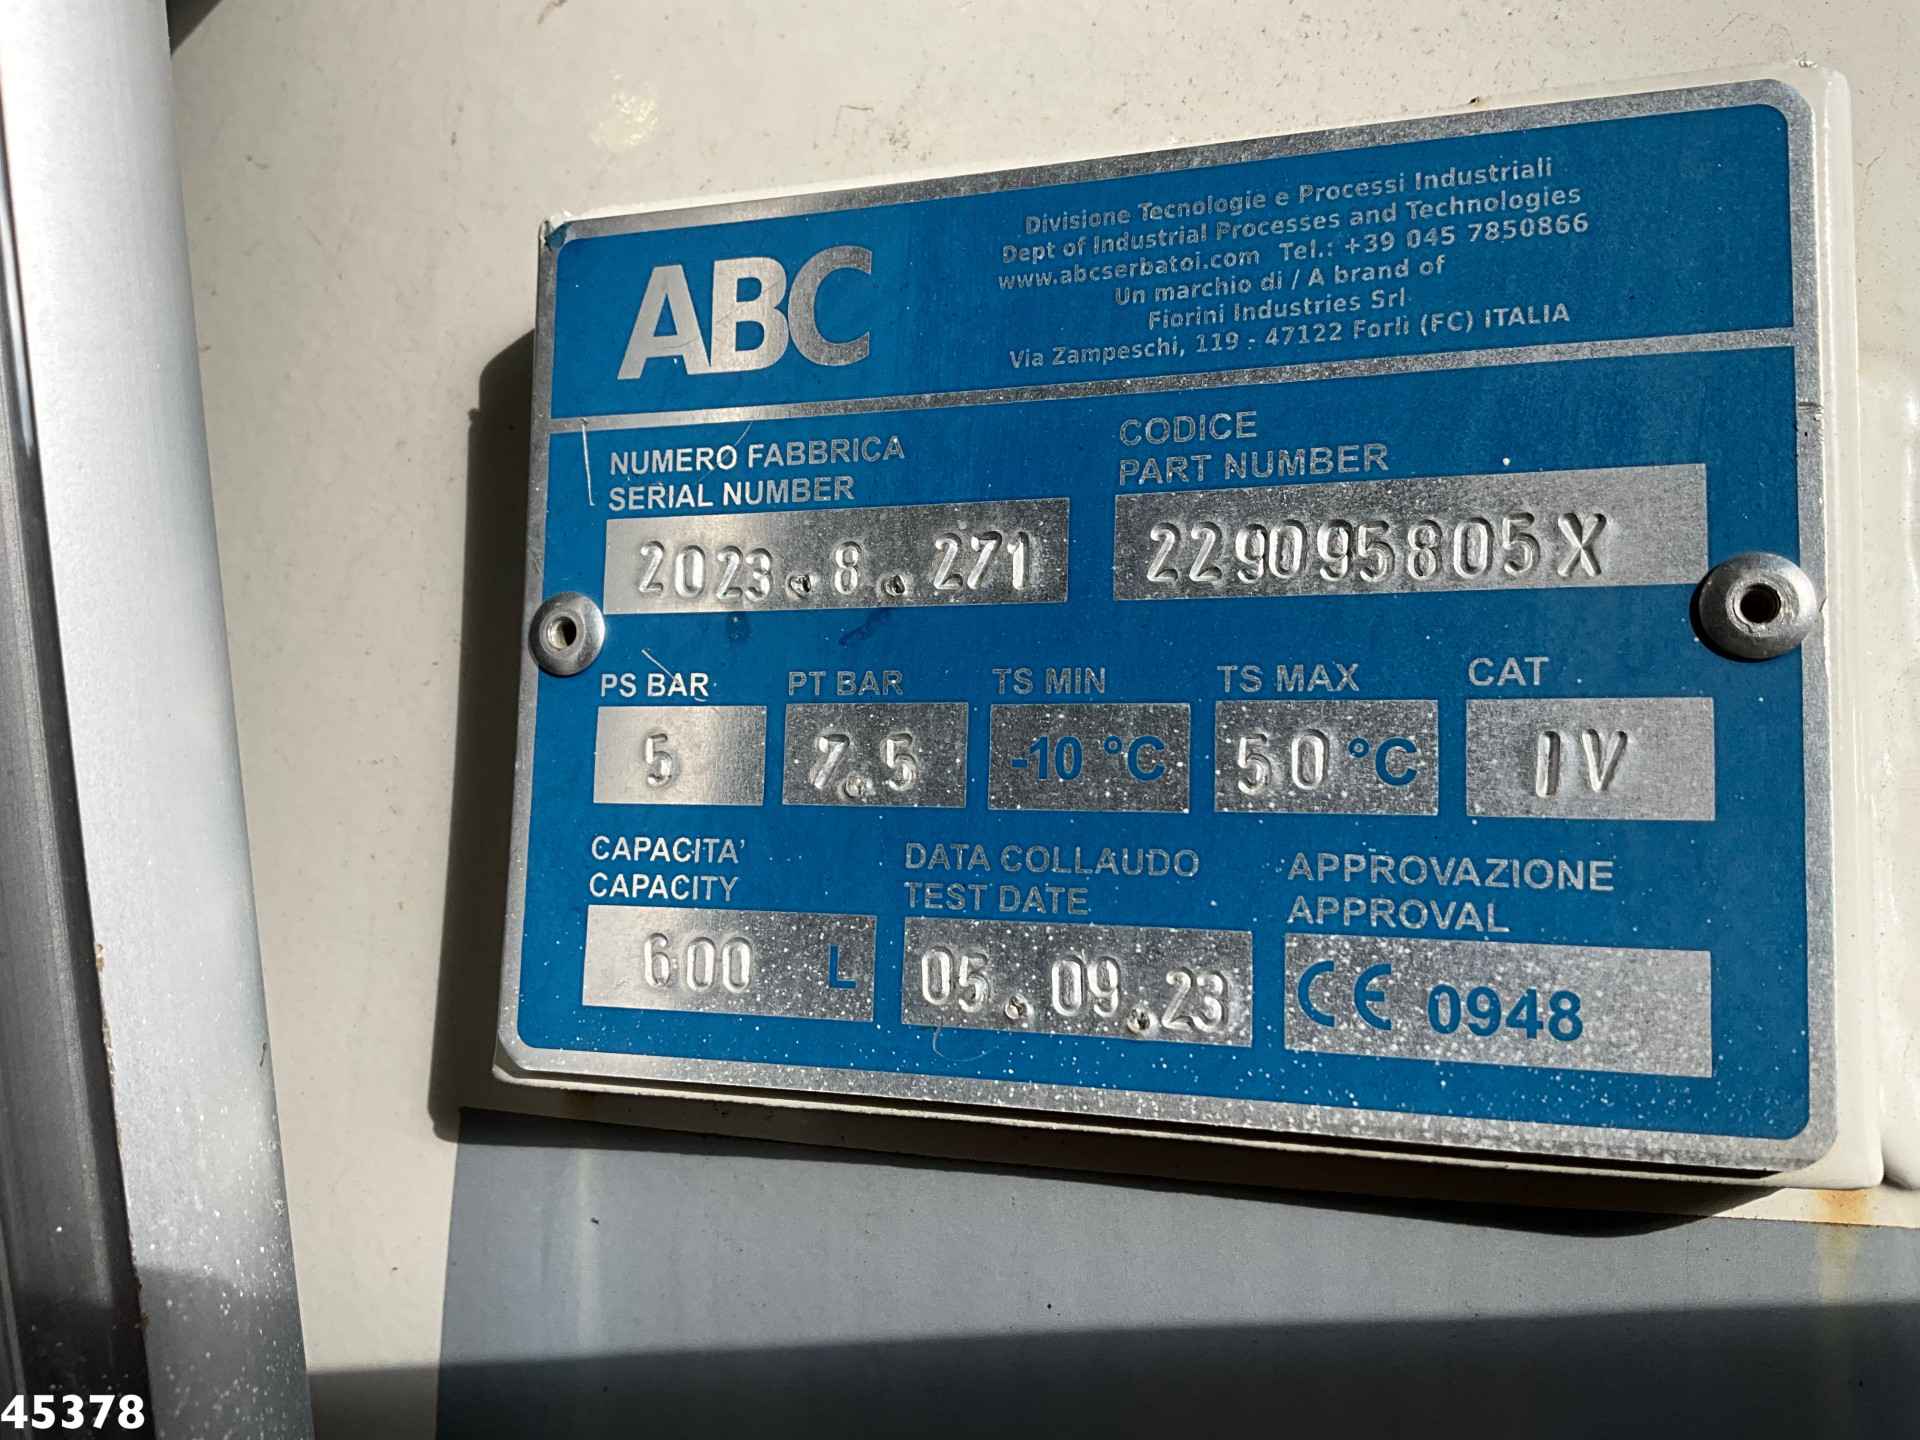 ABC
Divisione Tecnologie e Processi Industriali
Dept of Industrial Processes and Technologies
www.abcserbatoi.com Tel.: +39 045 7850866
Un marchio di / A brand of
Fiorini Industries Srl
Via Zampeschi, 119 - 47122 Forlì (FC) ITALIA
NUMERO FABBRICA
SERIAL NUMBER
2023.8.271
CODICE
PART NUMBER
229095805X
PS BAR
5
PT BAR
7.5
TS MIN
-10 °C
TS MAX
50 °C
CAT
IV
CAPACITA'
CAPACITY
600 L
DATA COLLAUDO
TEST DATE
05.09.23
APPROVAZIONE
APPROVAL
CE 0948
45378